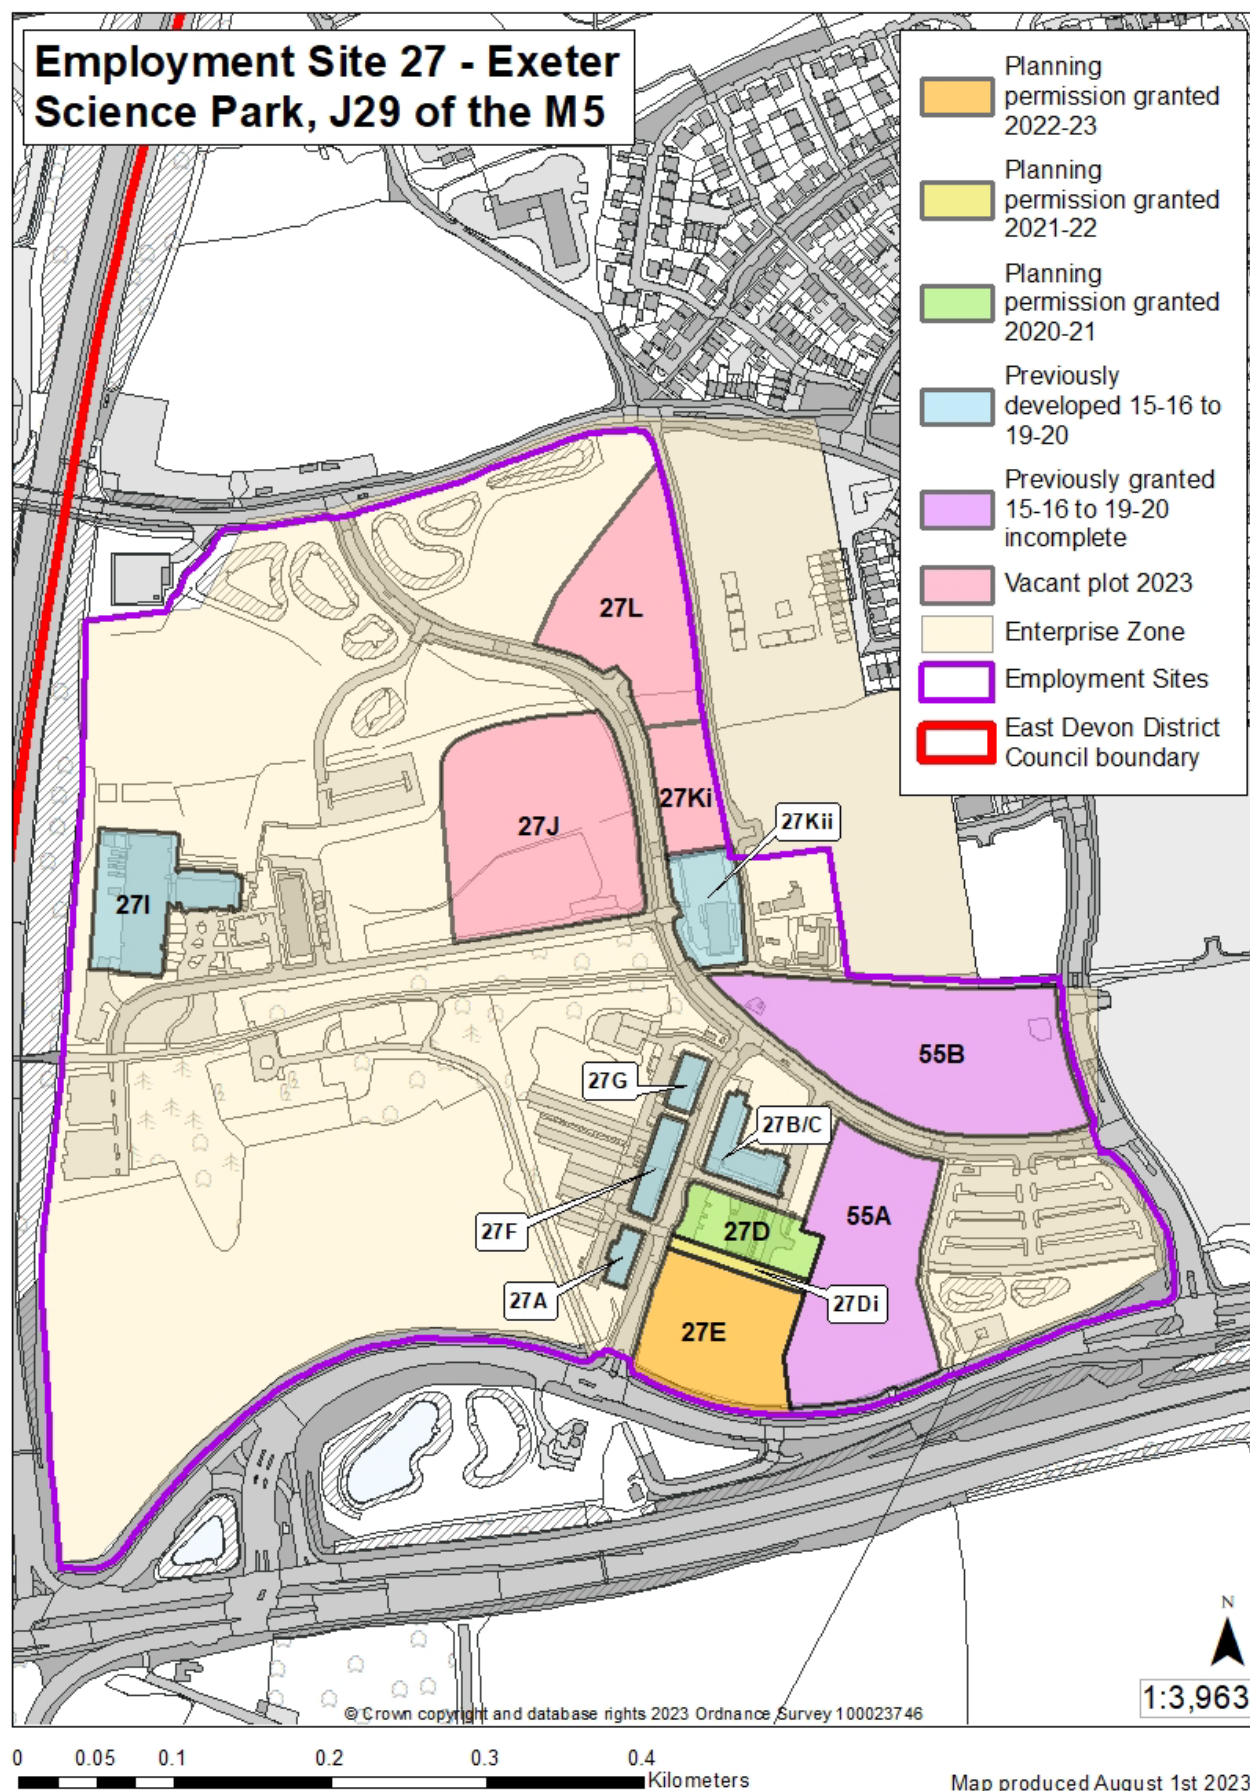 Employment Site 27 - Exeter
Science Park, J29 of the M5
Planning
permission granted
2022-23
Planning
permission granted
2021-22
Planning
permission granted
2020-21
Previously
developed 15-16 to
19-20
Previously granted
15-16 to 19-20
incomplete
Vacant plot 2023
Enterprise Zone
Employment Sites
East Devon District
Council boundary
27L
27Ki
27Kii
27J
27I
55B
27G
27B/C
27F
27D
55A
27A
27Di
27E
N
1:3,963
© Crown copyright and database rights 2023 Ordnance Survey 100023746
0 0.05 0.1 0.2 0.3 0.4
Kilometers
Map produced August 1st 2023